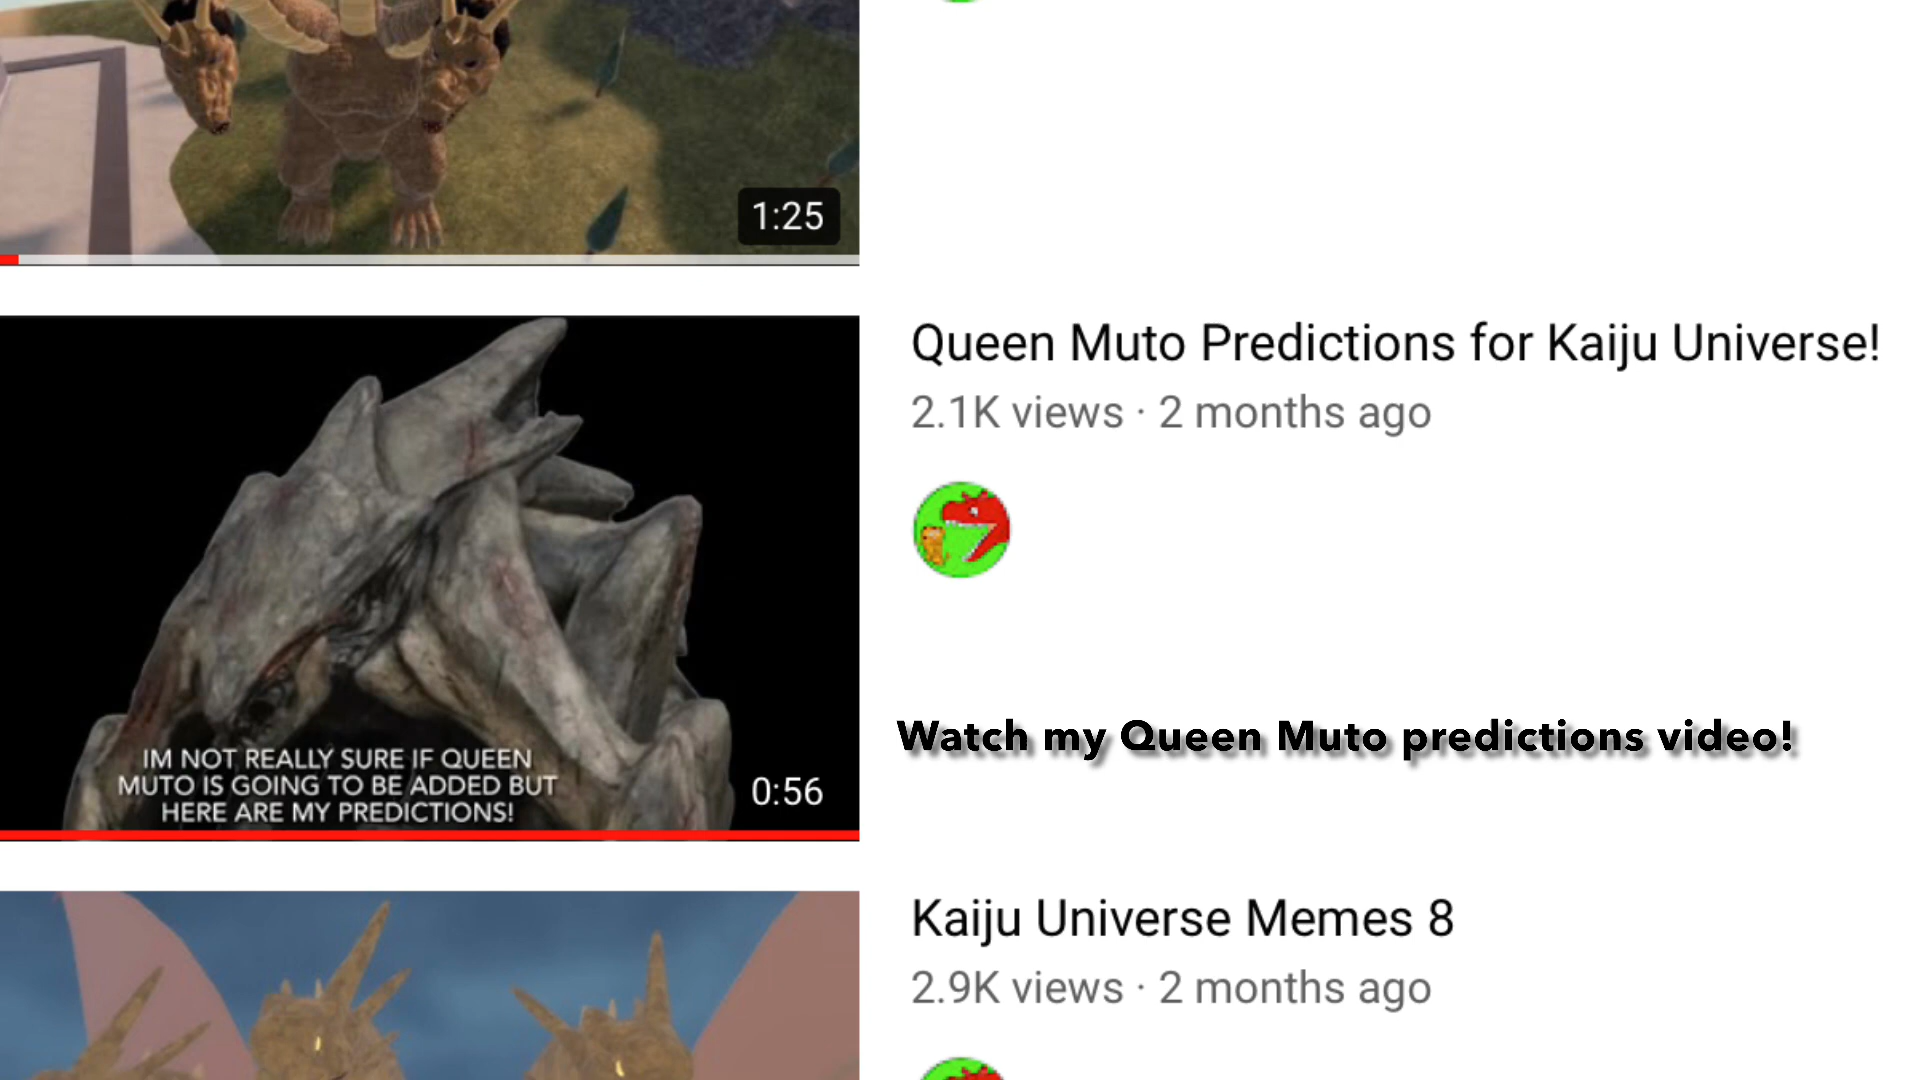 1:25
Queen Muto Predictions for Kaiju Universe!
2.1K views · 2 months ago
IM NOT REALLY SURE IF QUEEN
MUTO IS GOING TO BE ADDED BUT
HERE ARE MY PREDICTIONS!
0:56
Watch my Queen Muto predictions video!
Kaiju Universe Memes 8
2.9K views · 2 months ago